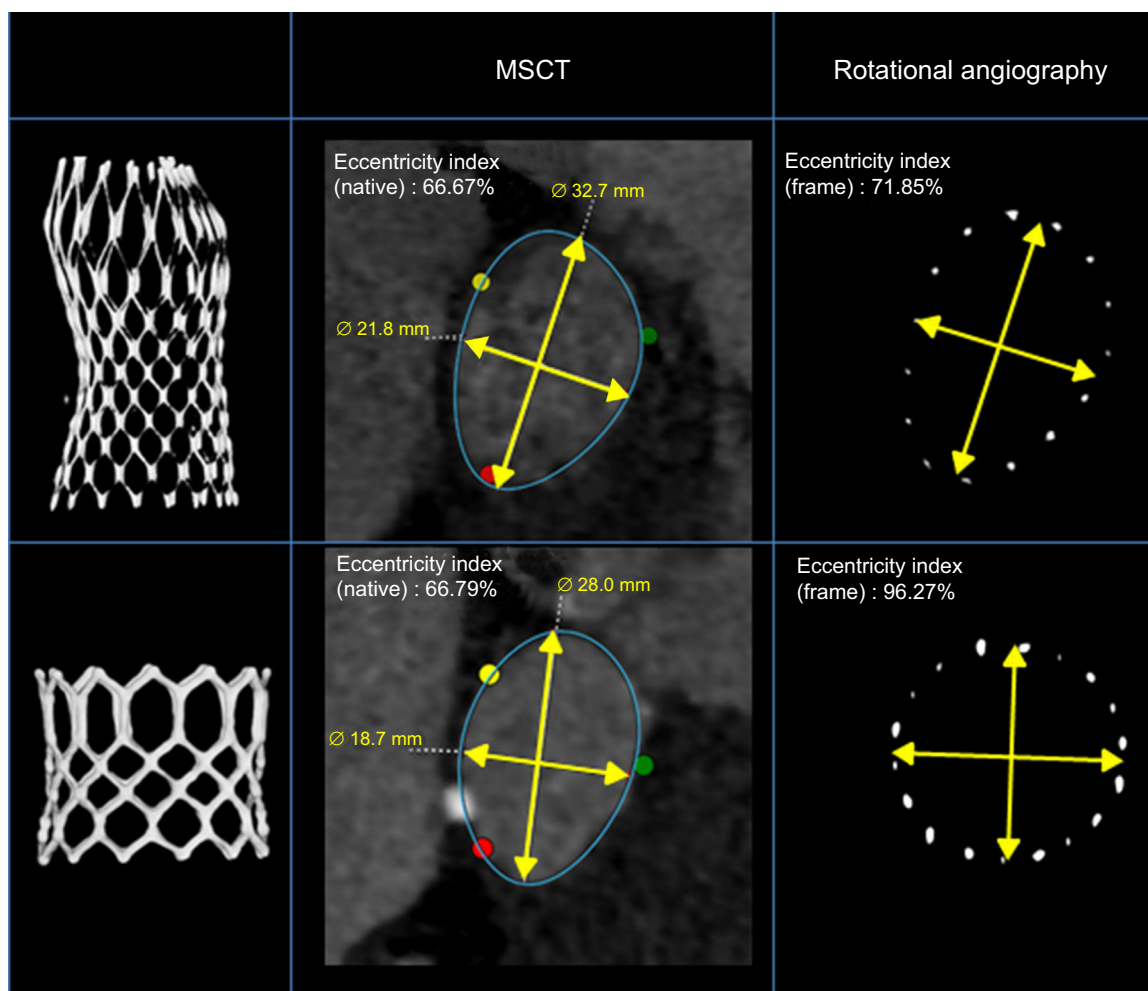 MSCT
Rotational angiography
Eccentricity index
(native) : 66.67%
∅ 32.7 mm
∅ 21.8 mm
Eccentricity index
(frame) : 71.85%
Eccentricity index
(native) : 66.79%
∅ 28.0 mm
∅ 18.7 mm
Eccentricity index
(frame) : 96.27%